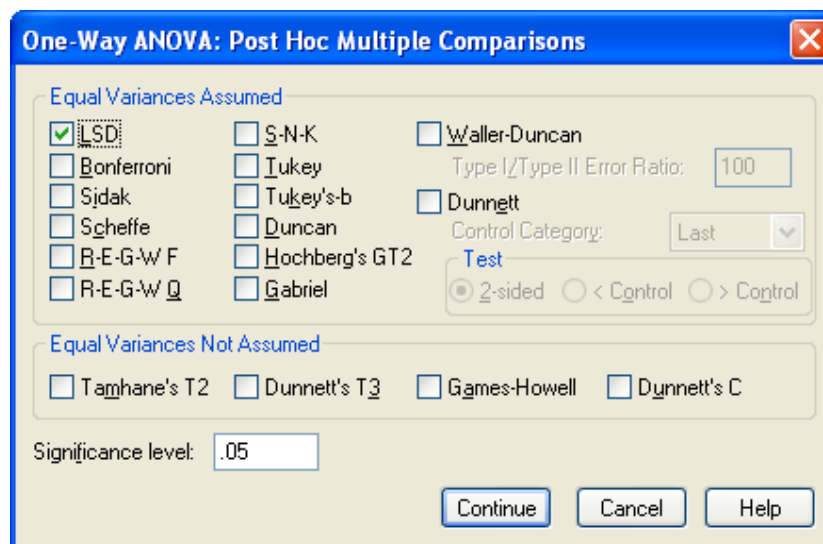 One-Way ANOVA: Post Hoc Multiple Comparisons
Equal Variances Assumed
LSD S-N-K Waller-Duncan
Bonferroni Tukey Type I/Type II Error Ratio: 100
Sidak Tukey's-b Dunnett
Scheffe Duncan Control Category: Last
R-E-G-W F Hochberg's GT2 Test
R-E-G-W Q Gabriel 2-sided < Control > Control
Equal Variances Not Assumed
Tamhane's T2 Dunnett's T3 Games-Howell Dunnett's C
Significance level: .05
Continue Cancel Help